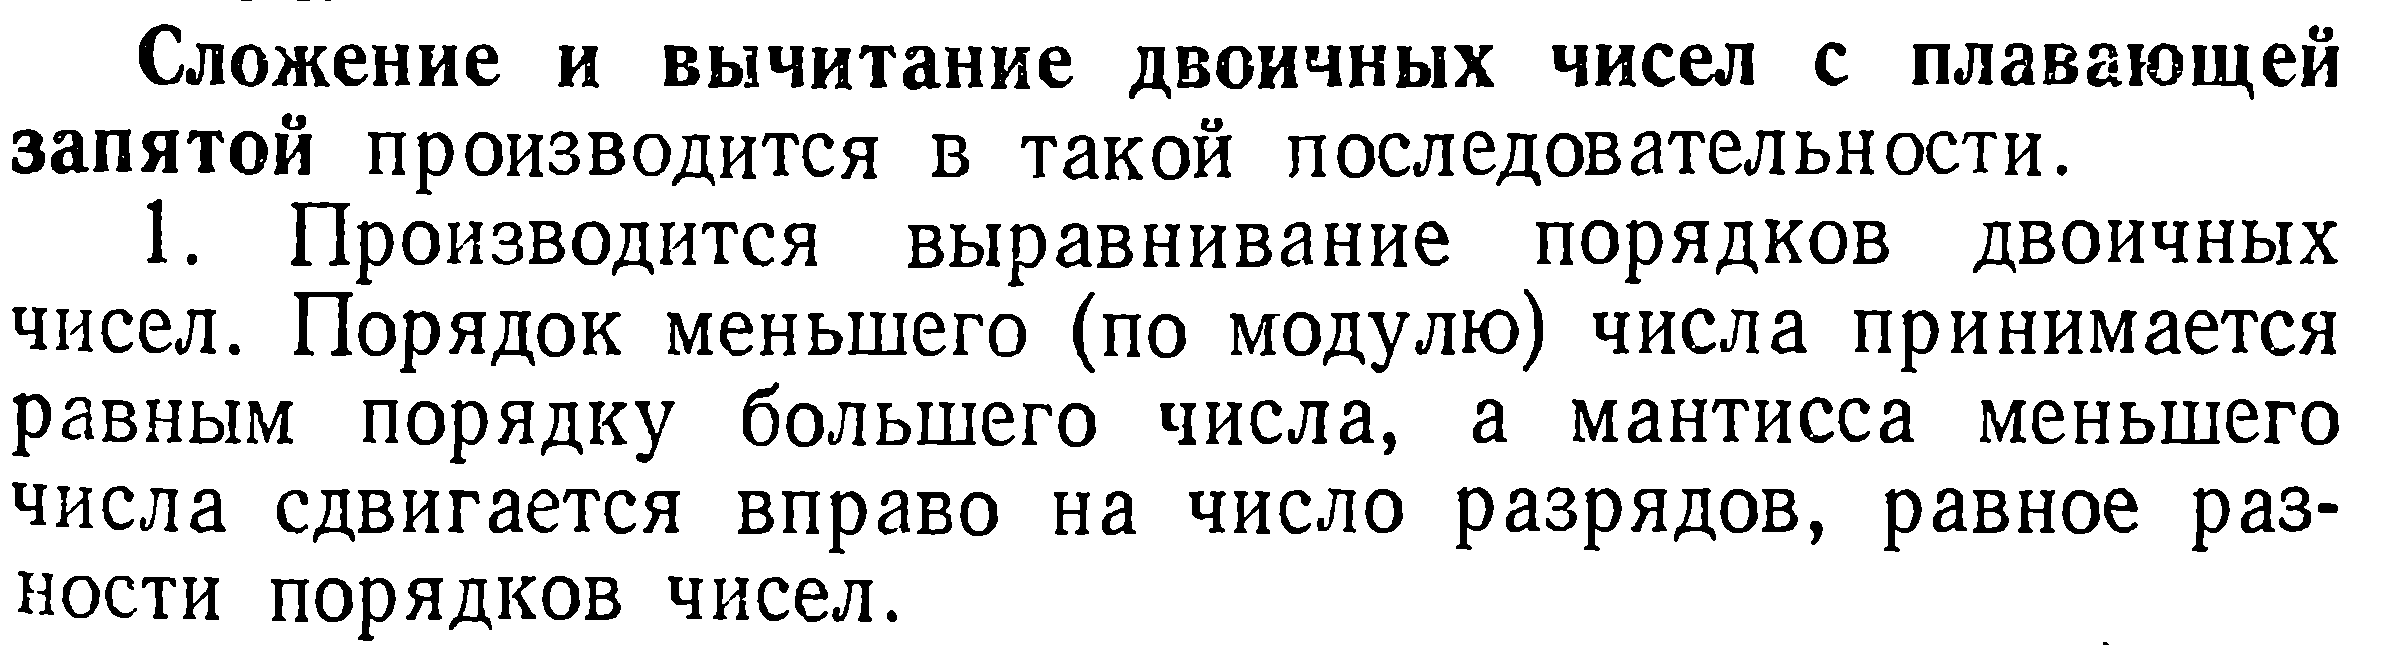 Сложение и вычитание двоичных чисел с плавающей
запятой производится в такой последовательности.
1. Производится выравнивание порядков двоичных
чисел. Порядок меньшего (по модулю) числа принимается
равным порядку большего числа, а мантисса меньшего
числа сдвигается вправо на число разрядов, равное раз-
ности порядков чисел.